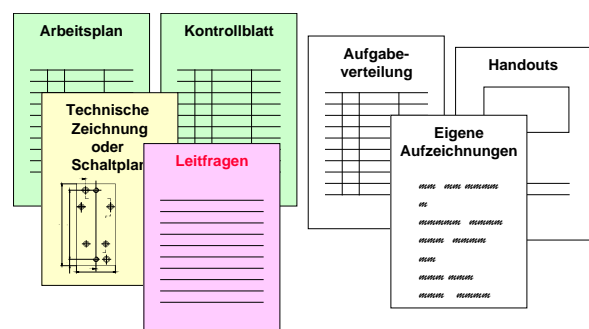 Arbeitsplan
Kontrollblatt
Technische
Zeichnung
oder
Schaltplan
Leitfragen
Aufgabe-
verteilung
Handouts
Eigene
Aufzeichnungen